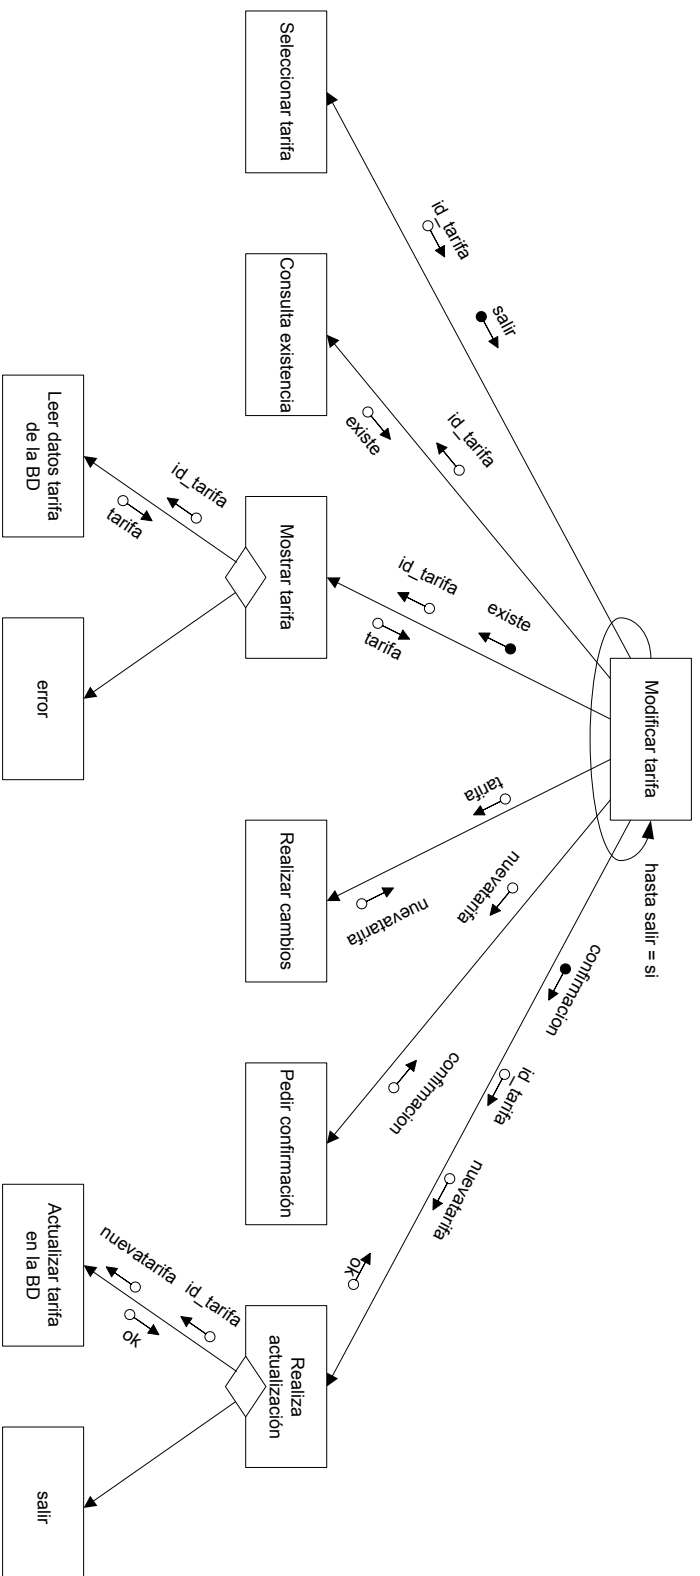 Modificar tarifa
hasta salir = si
id_tarifa
salir
id_tarifa
existe
existe
id_tarifa
tarifa
tarifa
nuevatarifa
nuevatarifa
confirmacion
confirmacion
id_tarifa
nuevatarifa
ok
Seleccionar tarifa
Consulta existencia
Mostrar tarifa
Realizar cambios
Pedir confirmación
Realiza
actualización
id_tarifa
tarifa
id_tarifa
nuevatarifa
ok
Leer datos tarifa
de la BD
error
Actualizar tarifa
en la BD
salir